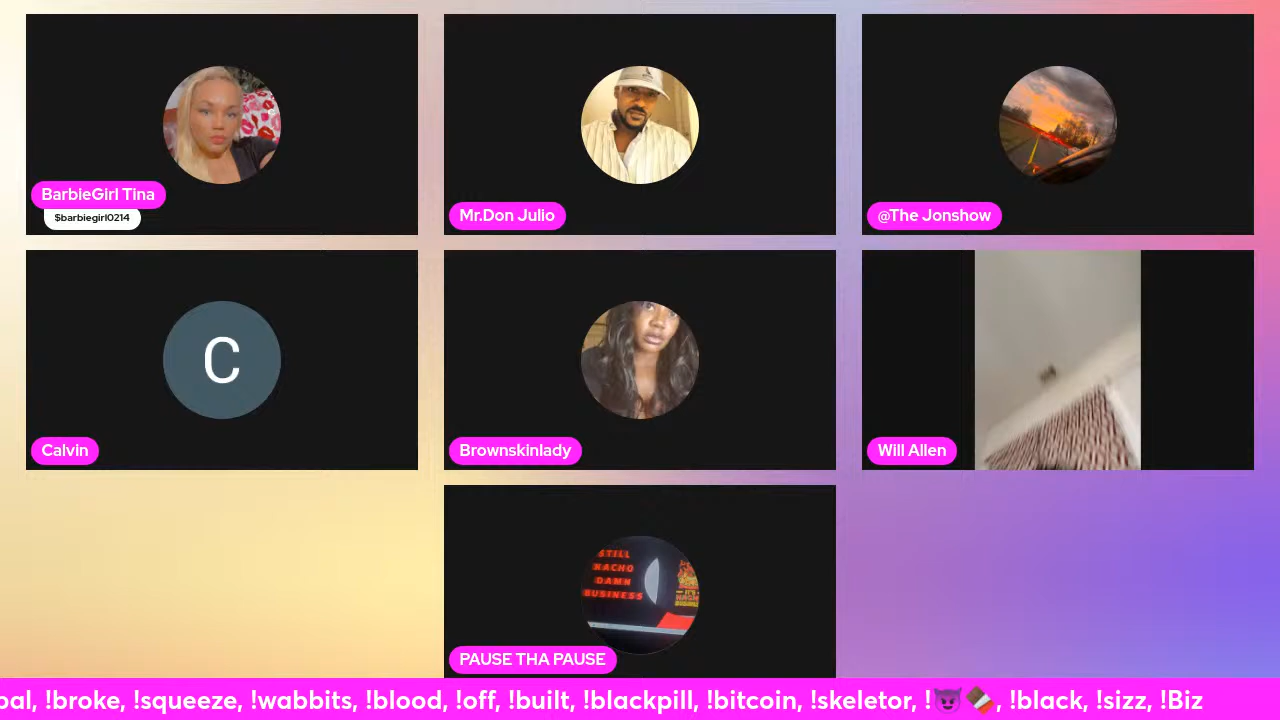 BarbieGirl Tina
$barbiegirl0214
Mr.Don Julio
@The Jonshow
C
Calvin
Brownskinlady
Will Allen
STILL
NACHO
DAMN
BUSINESS
PAUSE THA PAUSE
oal, !broke, !squeeze, !wabbits, !blood, !off, !built, !blackpill, !bitcoin, !skeletor, !😈🍫, !black, !sizz, !Biz